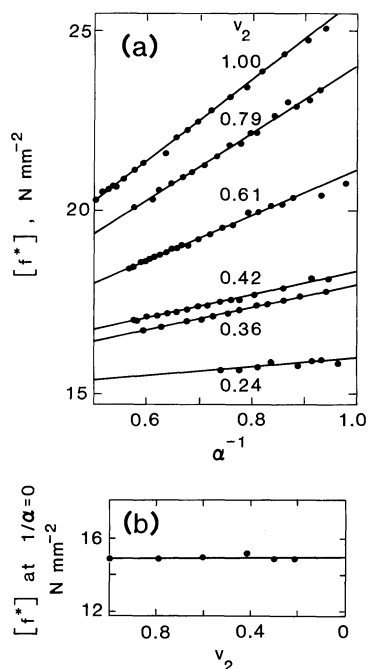 25
(a)
v2
1.00
0.79
20
0.61
[f*] , N mm−2
0.42
0.36
0.24
15
0.6
0.8
1.0
α−1
16
(b)
[f*] at 1/α=0
N mm−2
12
0.8
0.4
0
v2